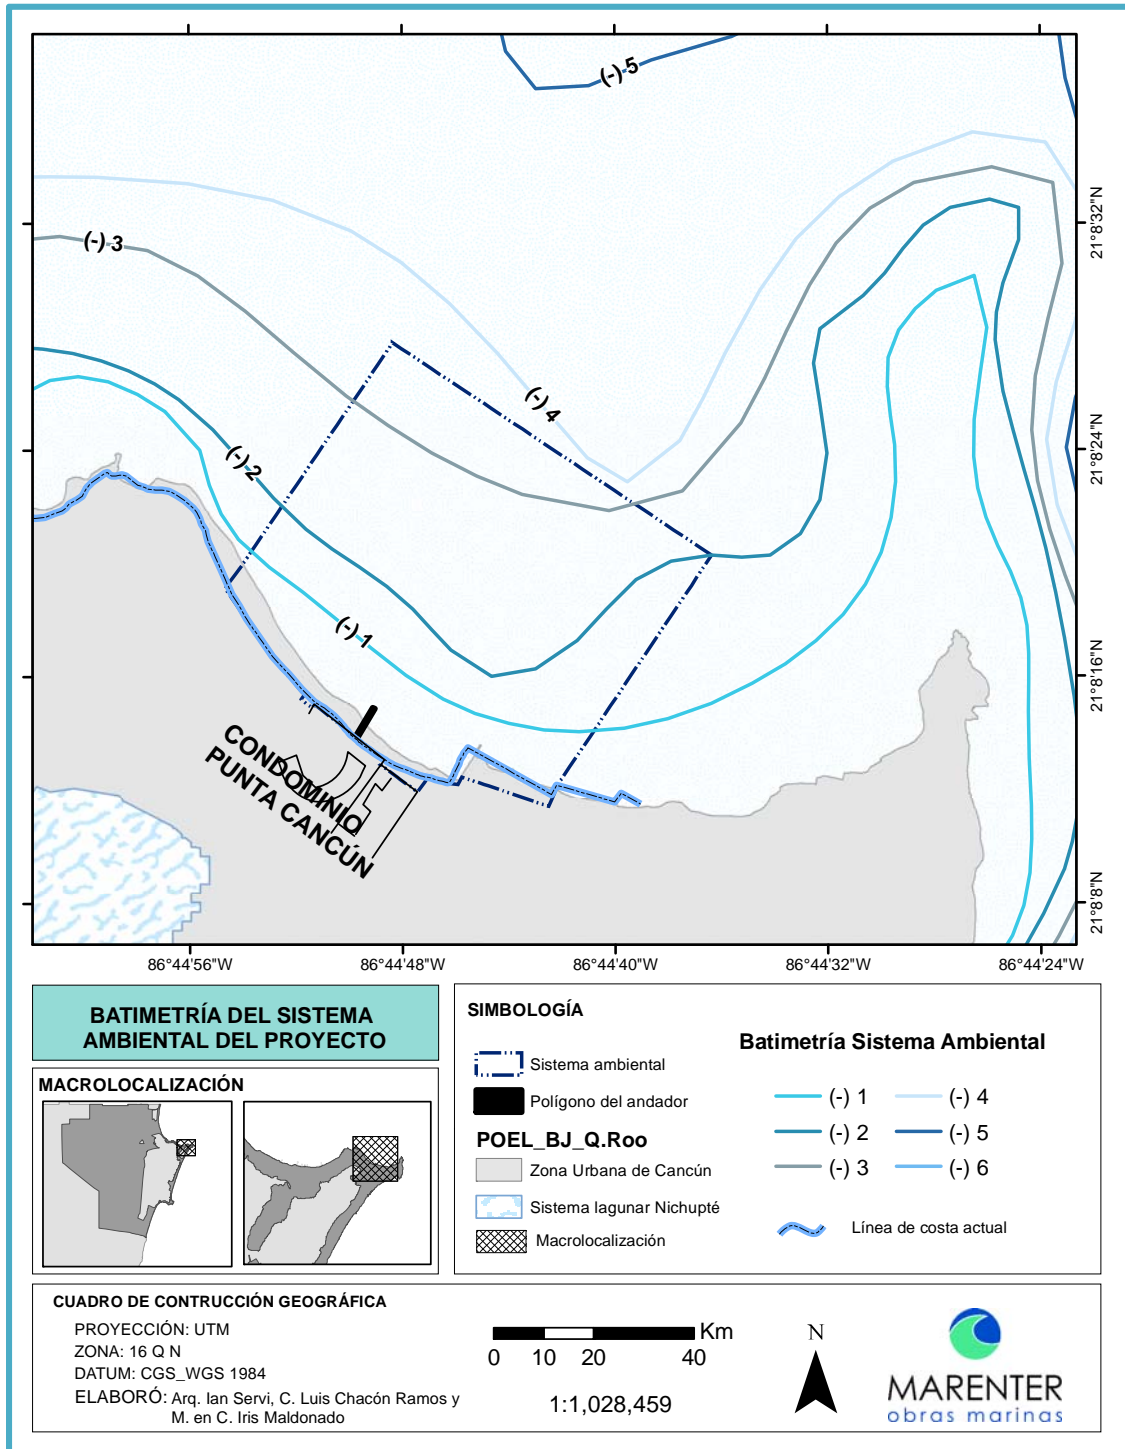 (-) 5
(-) 3
(-) 4
(-) 2
(-) 1
CONDOMINIO
PUNTA CANCÚN
21°8'32"N
21°8'24"N
21°8'16"N
21°8'8"N
86°44'56"W
86°44'48"W
86°44'40"W
86°44'32"W
86°44'24"W
BATIMETRÍA DEL SISTEMA
AMBIENTAL DEL PROYECTO
MACROLOCALIZACIÓN
SIMBOLOGÍA
Sistema ambiental
Polígono del andador
POEL_BJ_Q.Roo
Zona Urbana de Cancún
Sistema lagunar Nichupté
Macrolocalización
Batimetría Sistema Ambiental
(-) 1
(-) 2
(-) 3
(-) 4
(-) 5
(-) 6
Línea de costa actual
CUADRO DE CONTRUCCIÓN GEOGRÁFICA
PROYECCIÓN: UTM
ZONA: 16 Q N
DATUM: CGS_WGS 1984
ELABORÓ: Arq. Ian Servi, C. Luis Chacón Ramos y
M. en C. Iris Maldonado
Km
0 10 20 40
1:1,028,459
N
MARENTER
obras marinas